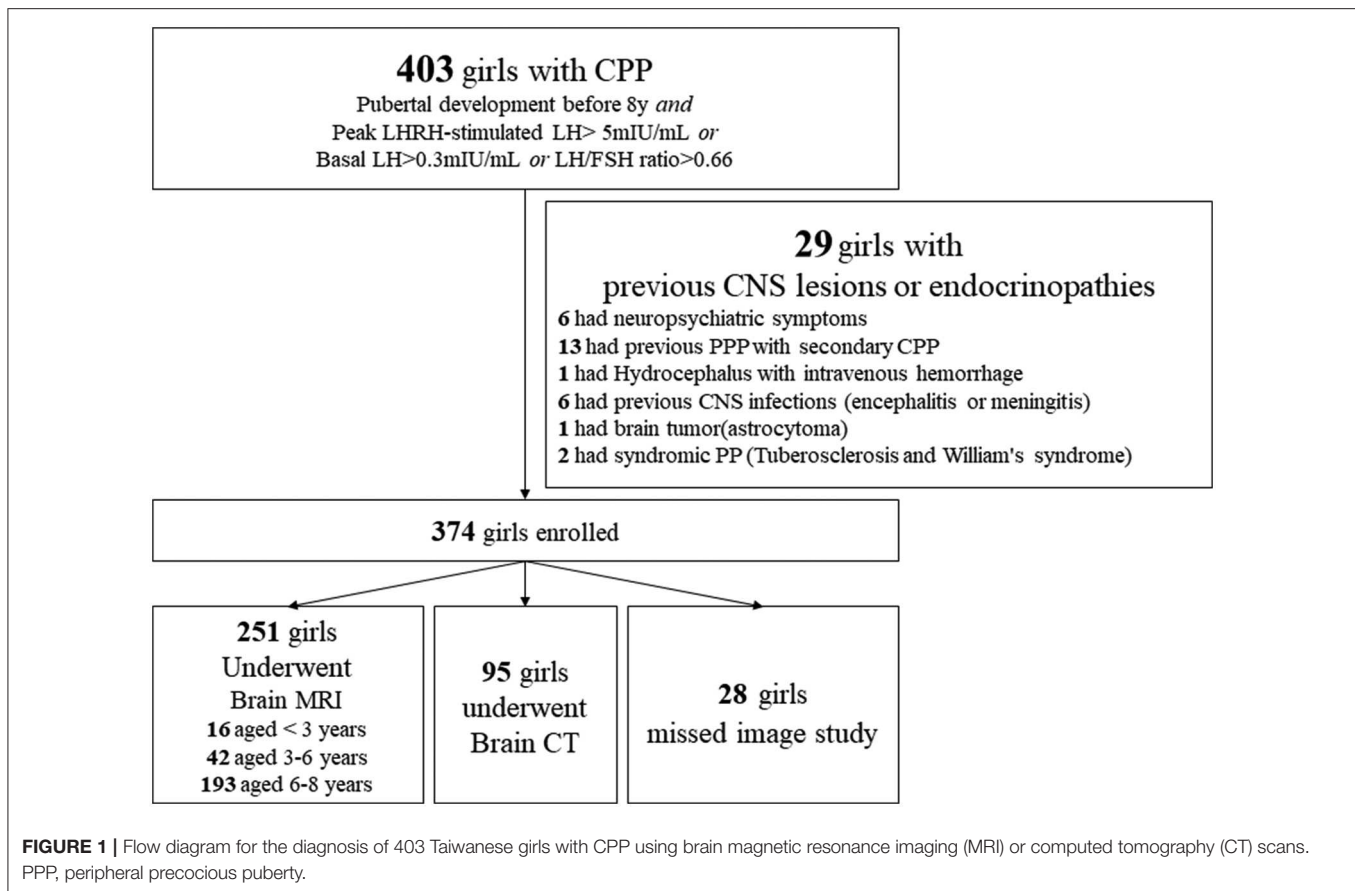 403 girls with CPP
Pubertal development before 8y and
Peak LHRH-stimulated LH> 5mIU/mL or
Basal LH>0.3mIU/mL or LH/FSH ratio>0.66
29 girls with
previous CNS lesions or endocrinopathies
6 had neuropsychiatric symptoms
13 had previous PPP with secondary CPP
1 had Hydrocephalus with intravenous hemorrhage
6 had previous CNS infections (encephalitis or meningitis)
1 had brain tumor(astrocytoma)
2 had syndromic PP (Tuberosclerosis and William's syndrome)
374 girls enrolled
251 girls
Underwent
Brain MRI
16 aged < 3 years
42 aged 3-6 years
193 aged 6-8 years
95 girls
underwent
Brain CT
28 girls
missed image study
FIGURE 1 | Flow diagram for the diagnosis of 403 Taiwanese girls with CPP using brain magnetic resonance imaging (MRI) or computed tomography (CT) scans.
PPP, peripheral precocious puberty.